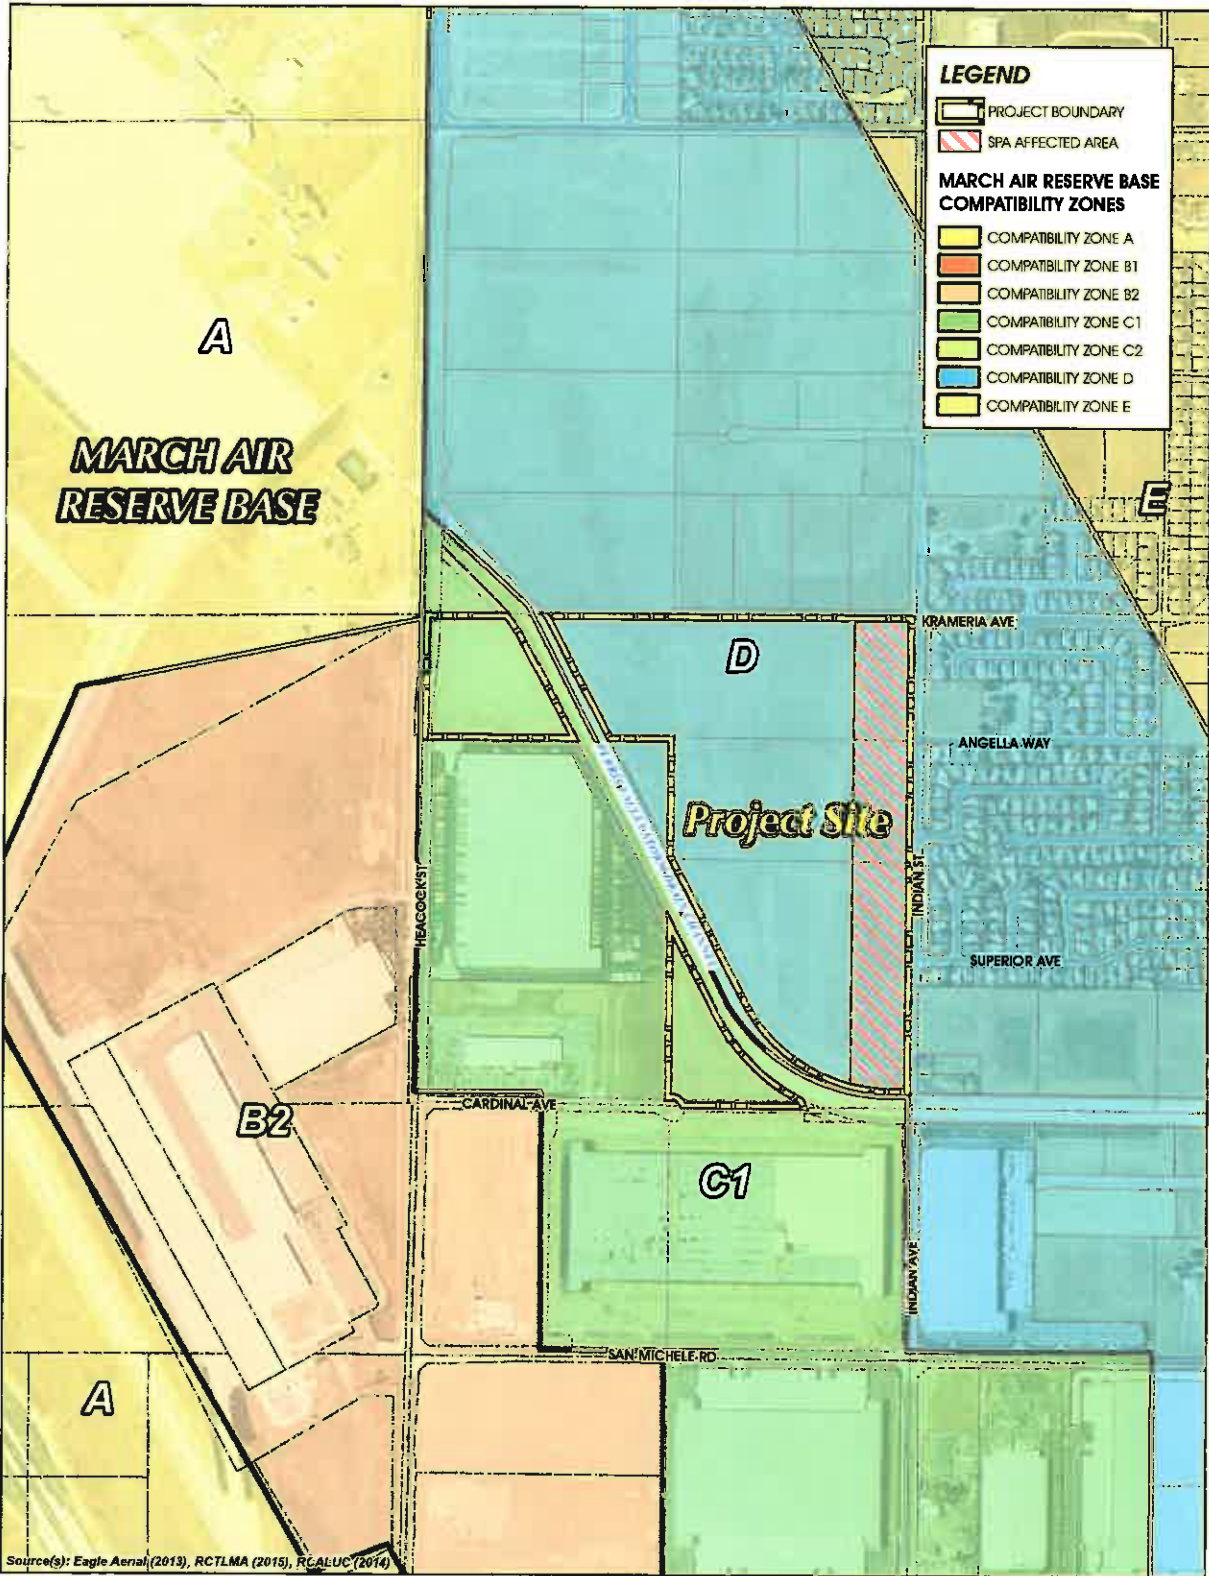 LEGEND
PROJECT BOUNDARY
SPA AFFECTED AREA
MARCH AIR RESERVE BASE
COMPATIBILITY ZONES
COMPATIBILITY ZONE A
COMPATIBILITY ZONE B1
COMPATIBILITY ZONE B2
COMPATIBILITY ZONE C1
COMPATIBILITY ZONE C2
COMPATIBILITY ZONE D
COMPATIBILITY ZONE E
A
MARCH AIR
RESERVE BASE
E
KRAMERIA AVE
D
ANGELLA WAY
Project Site
HEACOCK ST
INDIAN ST
SUPERIOR AVE
CARDINAL AVE
B2
C1
INDIAN AVE
SAN MICHELE RD
A
Source(s): Eagle Aerial (2013), RCTLMA (2015), RCALUC (2014)